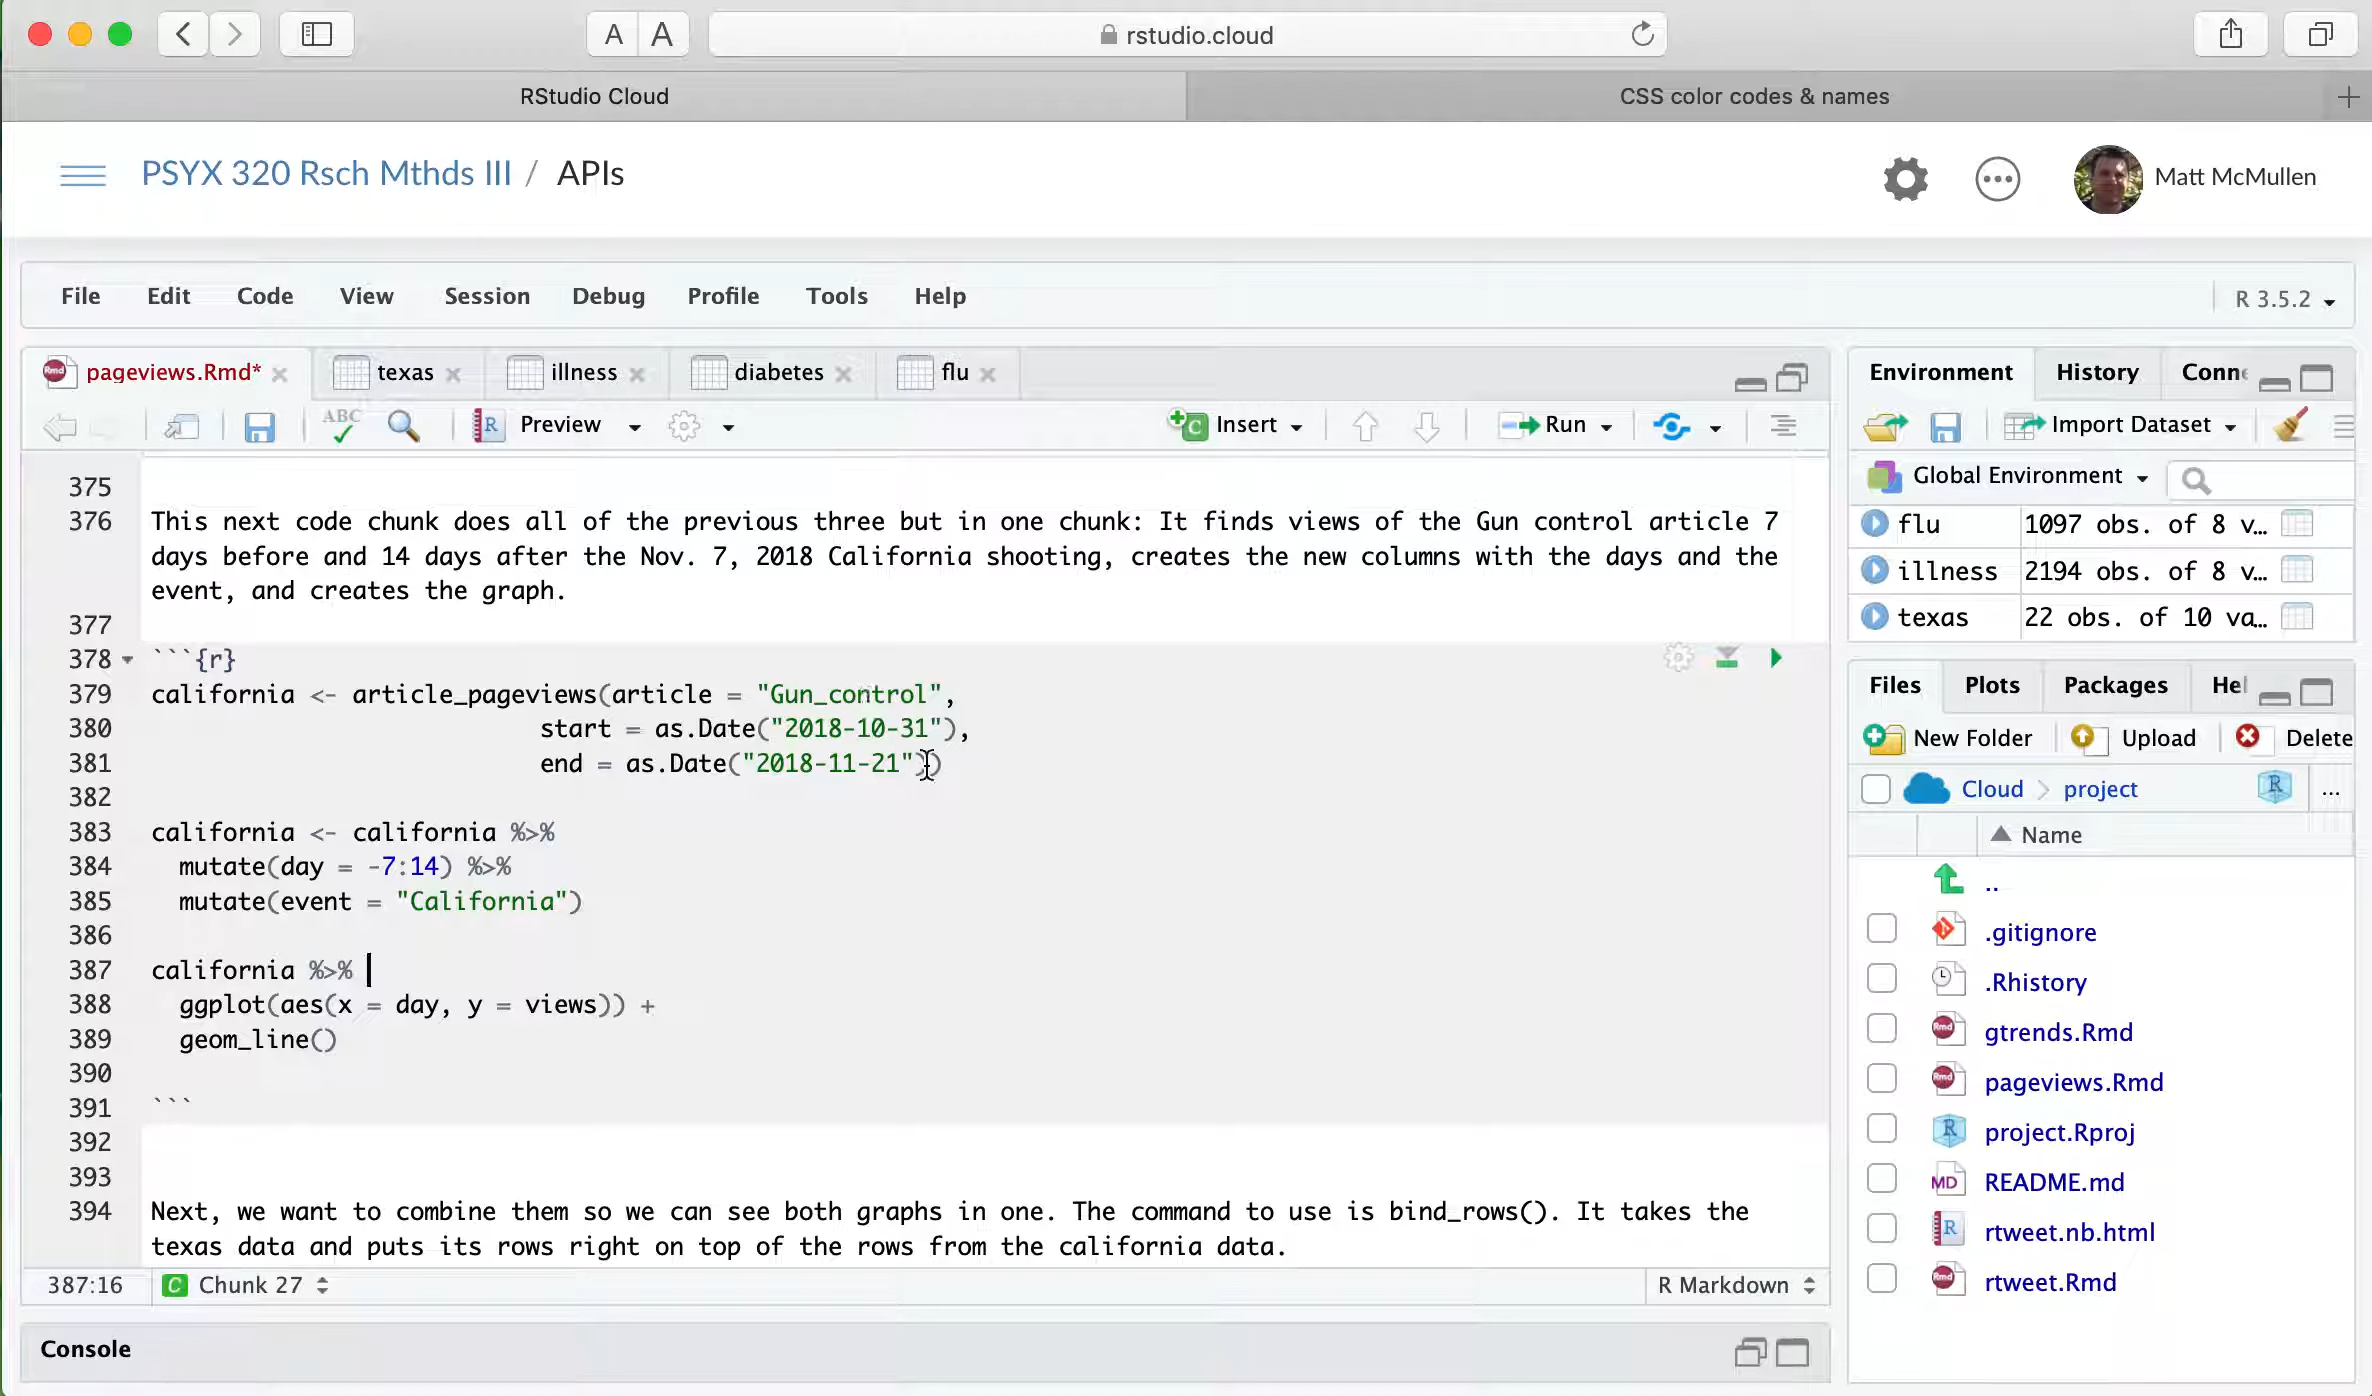 A A
rstudio.cloud
RStudio Cloud
CSS color codes & names
PSYX 320 Rsch Mthds III / APIs
Matt McMullen
File Edit Code View Session Debug Profile Tools Help
R 3.5.2
pageviews.Rmd* texas illness diabetes flu
ABC Preview Insert Run
375
376 This next code chunk does all of the previous three but in one chunk: It finds views of the Gun control article 7
days before and 14 days after the Nov. 7, 2018 California shooting, creates the new columns with the days and the
event, and creates the graph.
377
378 ```{r}
379 california <- article_pageviews(article = "Gun_control",
380 start = as.Date("2018-10-31"),
381 end = as.Date("2018-11-21"))
382
383 california <- california %>%
384 mutate(day = -7:14) %>%
385 mutate(event = "California")
386
387 california %>%
388 ggplot(aes(x = day, y = views)) +
389 geom_line()
390
391 ```
392
393
394 Next, we want to combine them so we can see both graphs in one. The command to use is bind_rows(). It takes the
texas data and puts its rows right on top of the rows from the california data.
387:16 C Chunk 27 R Markdown
Console
Environment History Conne
Import Dataset
Global Environment
flu 1097 obs. of 8 v…
illness 2194 obs. of 8 v…
texas 22 obs. of 10 va…
Files Plots Packages Hel
New Folder Upload Delete
Cloud project R ...
Name
..
.gitignore
.Rhistory
gtrends.Rmd
pageviews.Rmd
project.Rproj
README.md
rtweet.nb.html
rtweet.Rmd